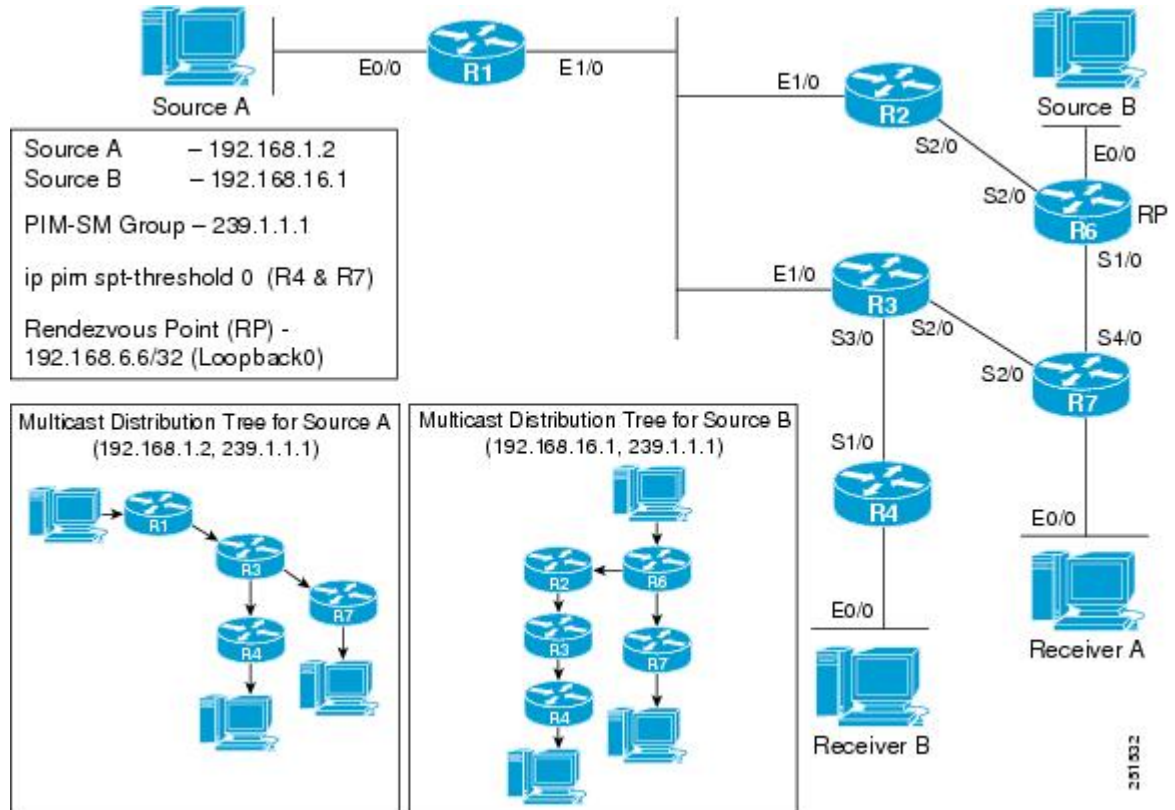 Source A
E0/0
R1
E1/0
E1/0
R2
S2/0
Source B
E0/0
S2/0
R6
RP
S1/0
Source A – 192.168.1.2
Source B – 192.168.16.1
PIM-SM Group – 239.1.1.1
ip pim spt-threshold 0 (R4 & R7)
Rendezvous Point (RP) -
192.168.6.6/32 (Loopback0)
E1/0
R3
S3/0
S2/0
S4/0
S2/0
R7
S1/0
R4
E0/0
E0/0
Receiver A
Receiver B
Multicast Distribution Tree for Source A
(192.168.1.2, 239.1.1.1)
R1
R3
R7
R4
Multicast Distribution Tree for Source B
(192.168.16.1, 239.1.1.1)
R2
R6
R3
R7
R4
251532